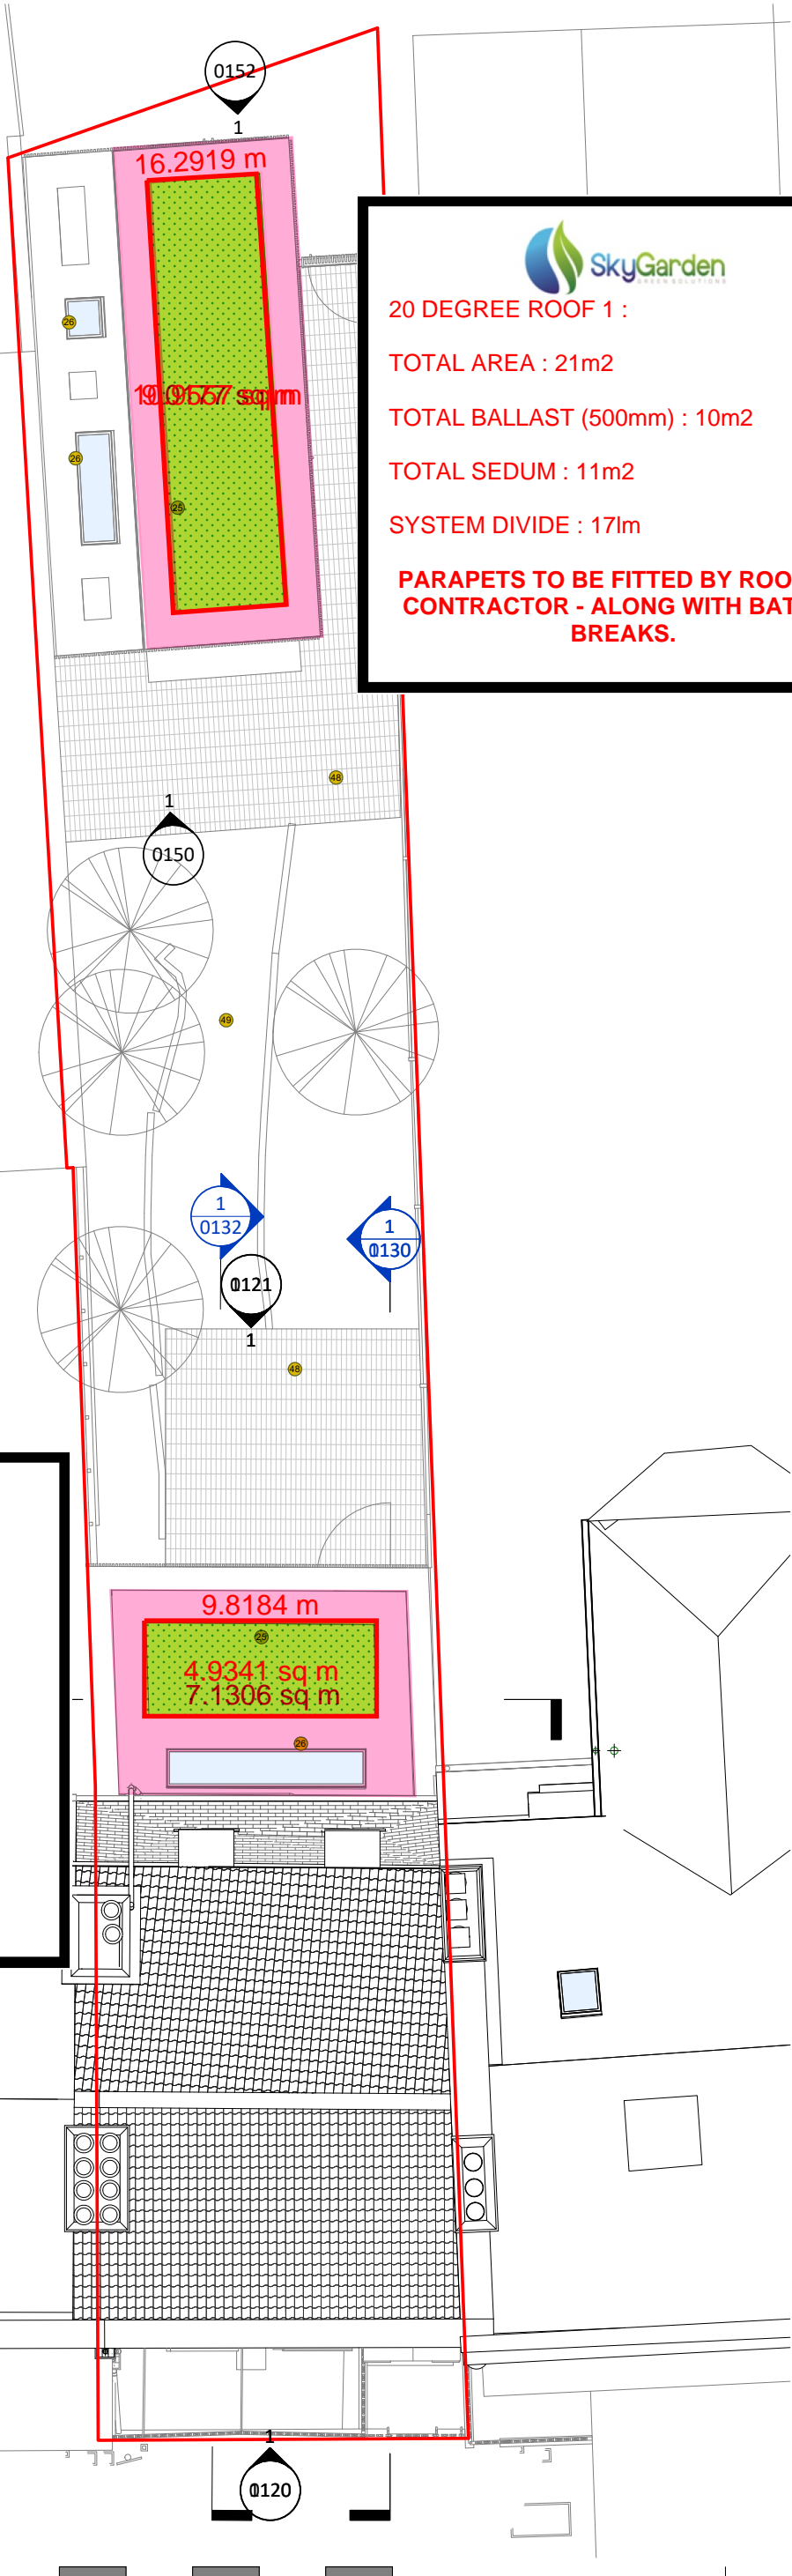 0152
1
16.2919 m
SkyGarden
GREEN SOLUTIONS
20 DEGREE ROOF 1 :
TOTAL AREA : 21m2
TOTAL BALLAST (500mm) : 10m2
TOTAL SEDUM : 11m2
SYSTEM DIVIDE : 17lm
PARAPETS TO BE FITTED BY ROO
CONTRACTOR - ALONG WITH BAT
BREAKS.
26
26
25
48
1
0150
49
1
0132
1
0130
0121
1
48
9.8184 m
25
4.9341 sq m
7.1306 sq m
26
1
0120